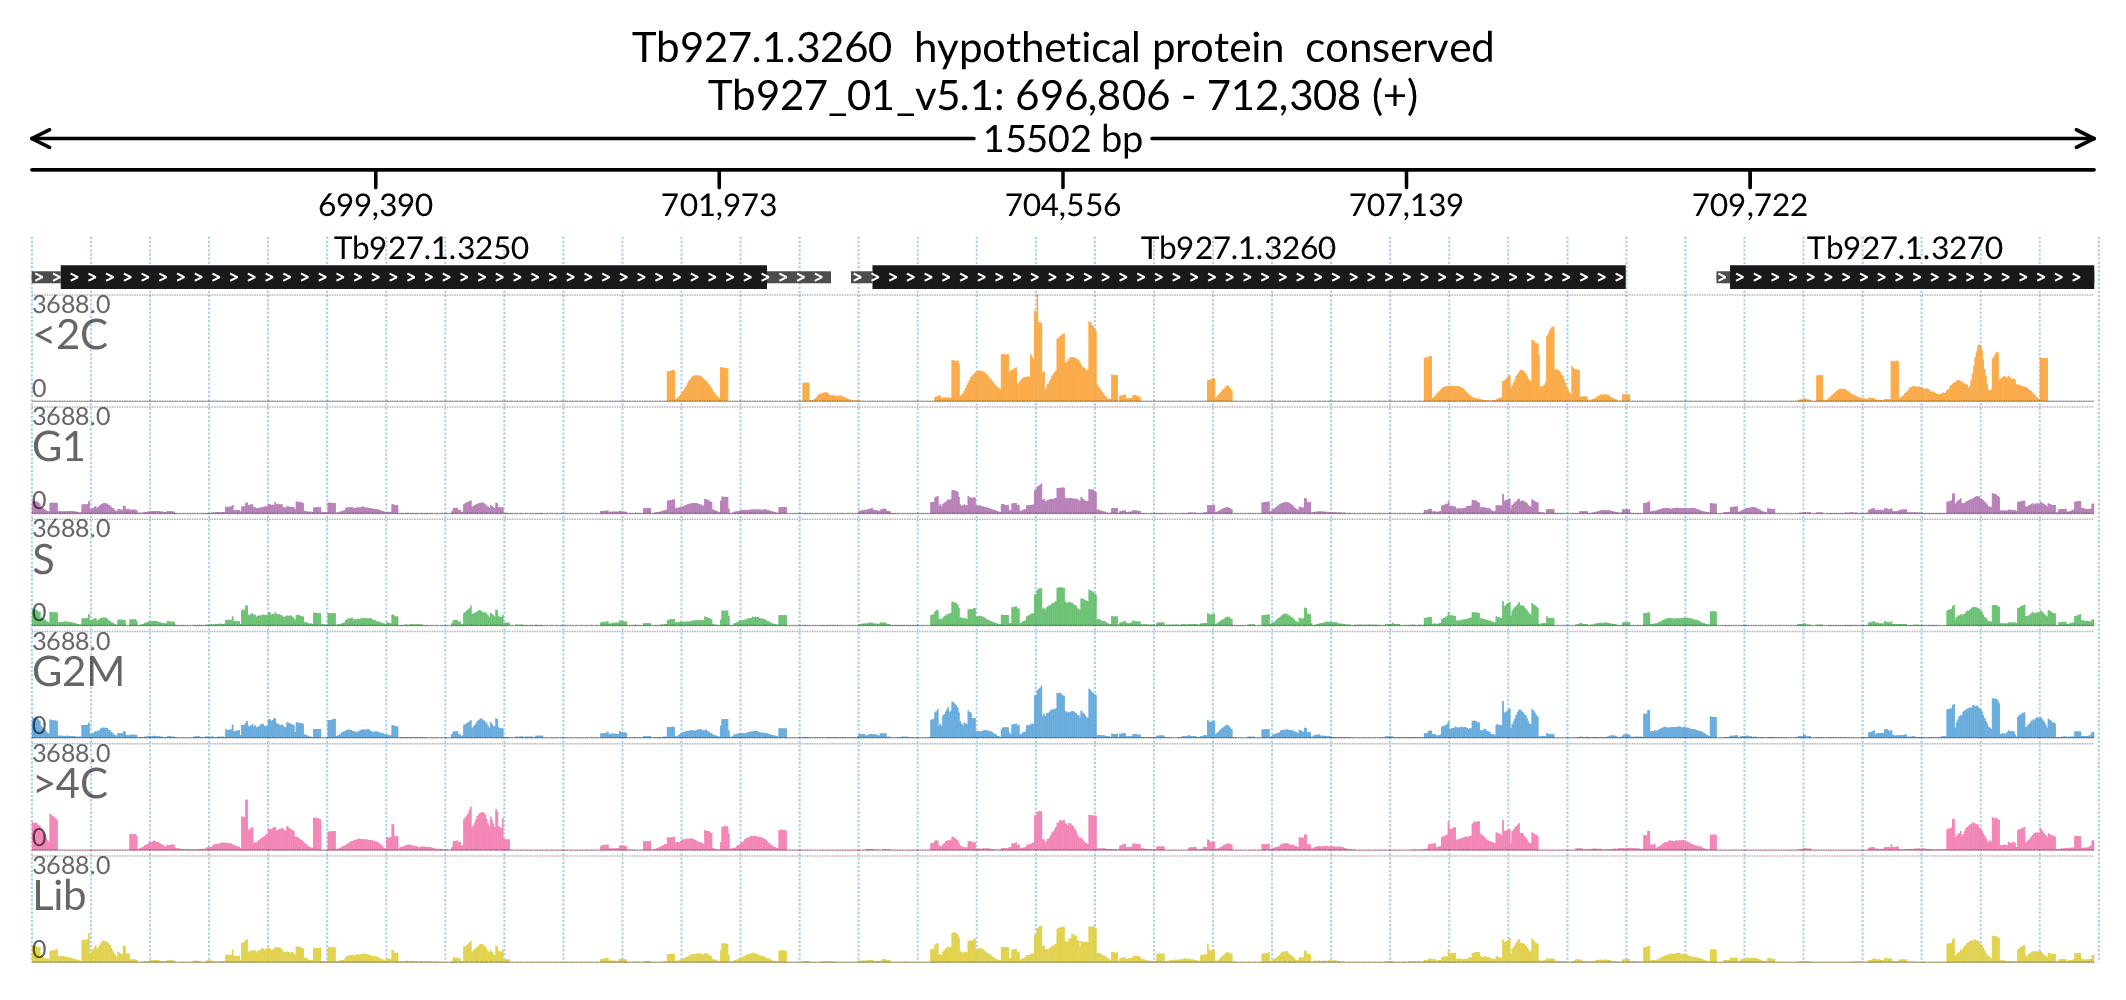 Tb927.1.3260 hypothetical protein conserved
Tb927_01_v5.1: 696,806 - 712,308 (+)
15502 bp
699,390 701,973 704,556 707,139 709,722
Tb927.1.3250 Tb927.1.3260 Tb927.1.3270
3688.0
<2C
0
3688.0
G1
0
3688.0
S
0
3688.0
G2M
0
3688.0
>4C
0
3688.0
Lib
0